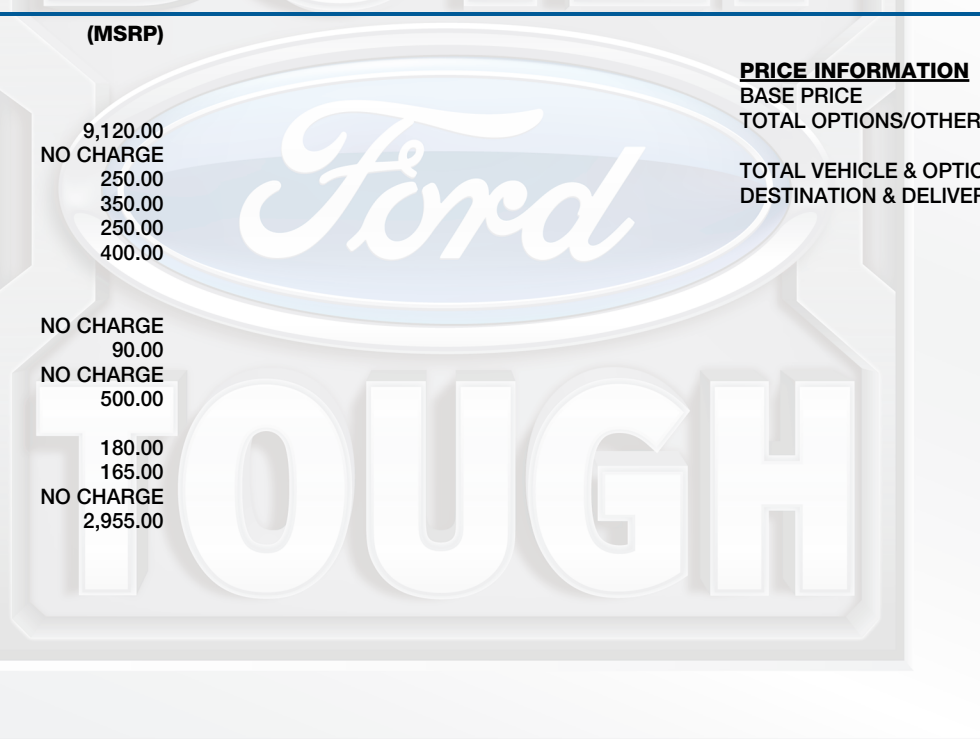 (MSRP)
9,120.00
NO CHARGE
250.00
350.00
250.00
400.00
NO CHARGE
90.00
NO CHARGE
500.00
180.00
165.00
NO CHARGE
2,955.00
PRICE INFORMATION
BASE PRICE
TOTAL OPTIONS/OTHER
TOTAL VEHICLE & OPTIO
DESTINATION & DELIVER
Ford
TOUGH